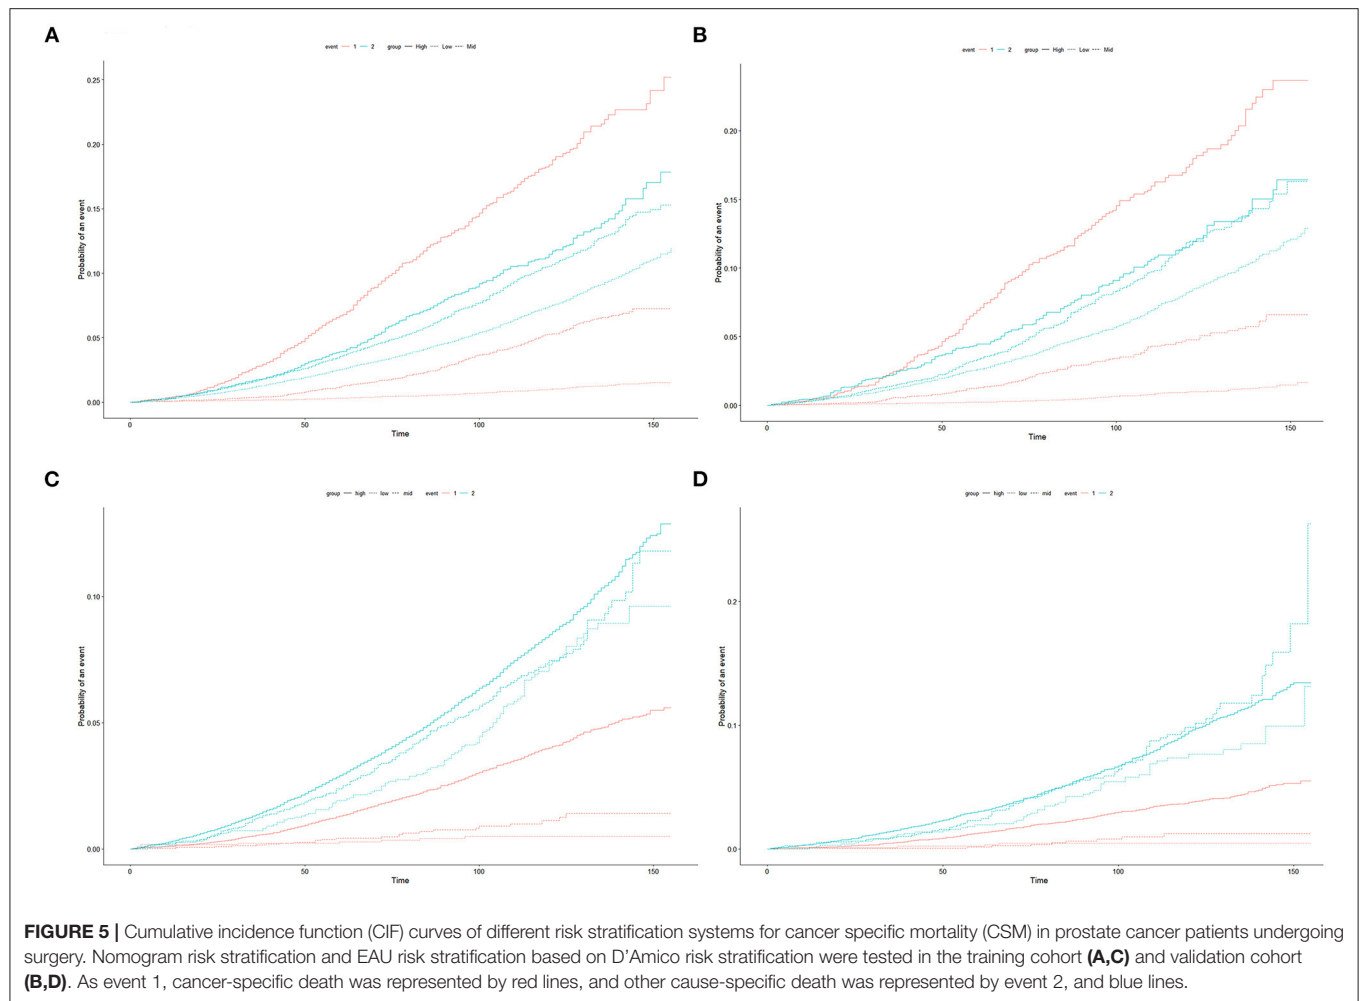 A
event 1 2 group High Low Mid
0.25
0.20
0.15
0.10
0.05
0.00
Probability of an event
0 50 100 150
Time
B
event 1 2 group High Low Mid
0.20
0.15
0.10
0.05
0.00
Probability of an event
0 50 100 150
Time
C
group high low mid event 1 2
0.10
0.05
0.00
Probability of an event
0 50 100 150
Time
D
group high low mid event 1 2
0.2
0.1
0.0
Probability of an event
0 50 100 150
Time
FIGURE 5 | Cumulative incidence function (CIF) curves of different risk stratification systems for cancer specific mortality (CSM) in prostate cancer patients undergoing
surgery. Nomogram risk stratification and EAU risk stratification based on D’Amico risk stratification were tested in the training cohort (A,C) and validation cohort
(B,D). As event 1, cancer-specific death was represented by red lines, and other cause-specific death was represented by event 2, and blue lines.